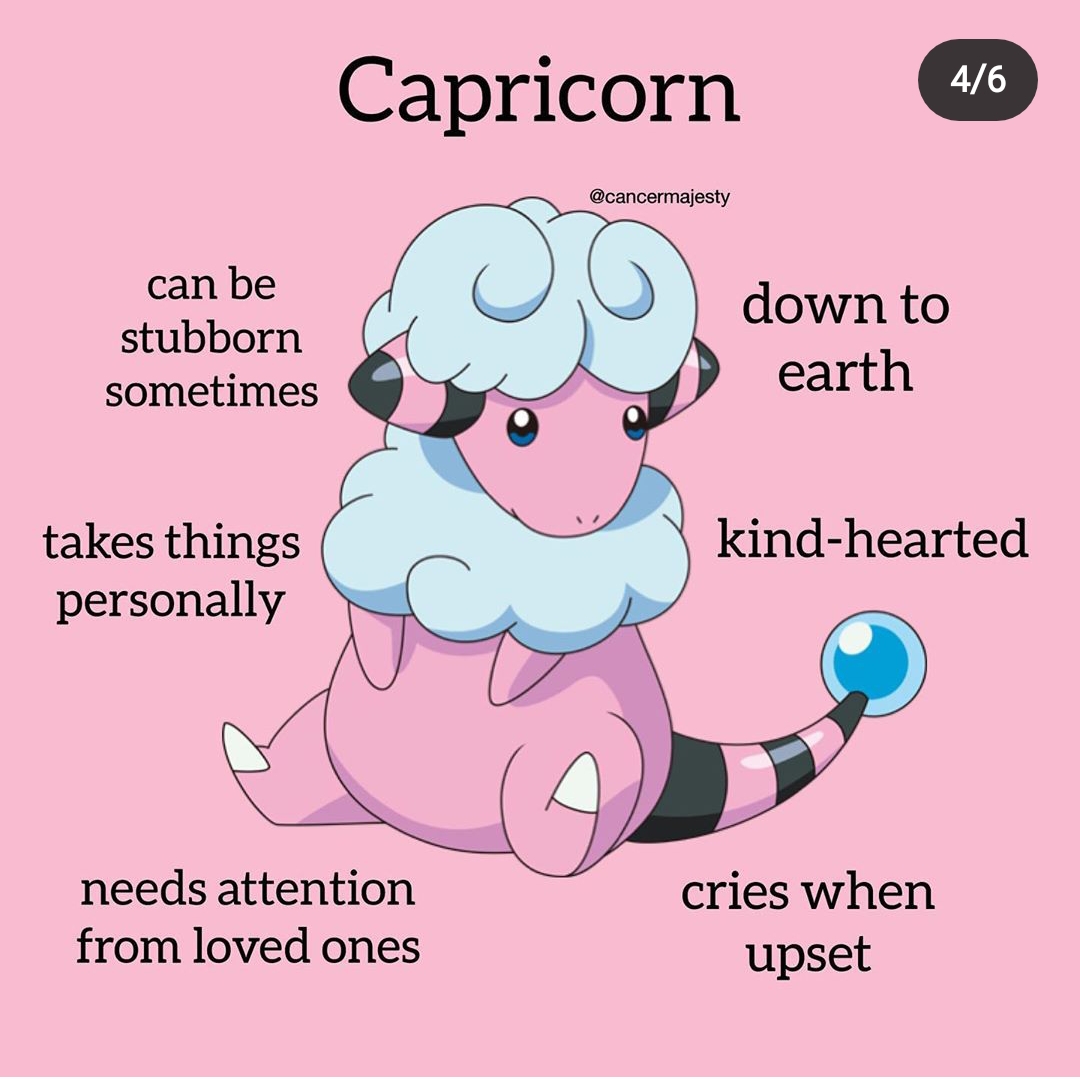 Capricorn
4/6
@cancermajesty
can be
stubborn
sometimes
down to
earth
takes things
personally
kind-hearted
needs attention
from loved ones
cries when
upset